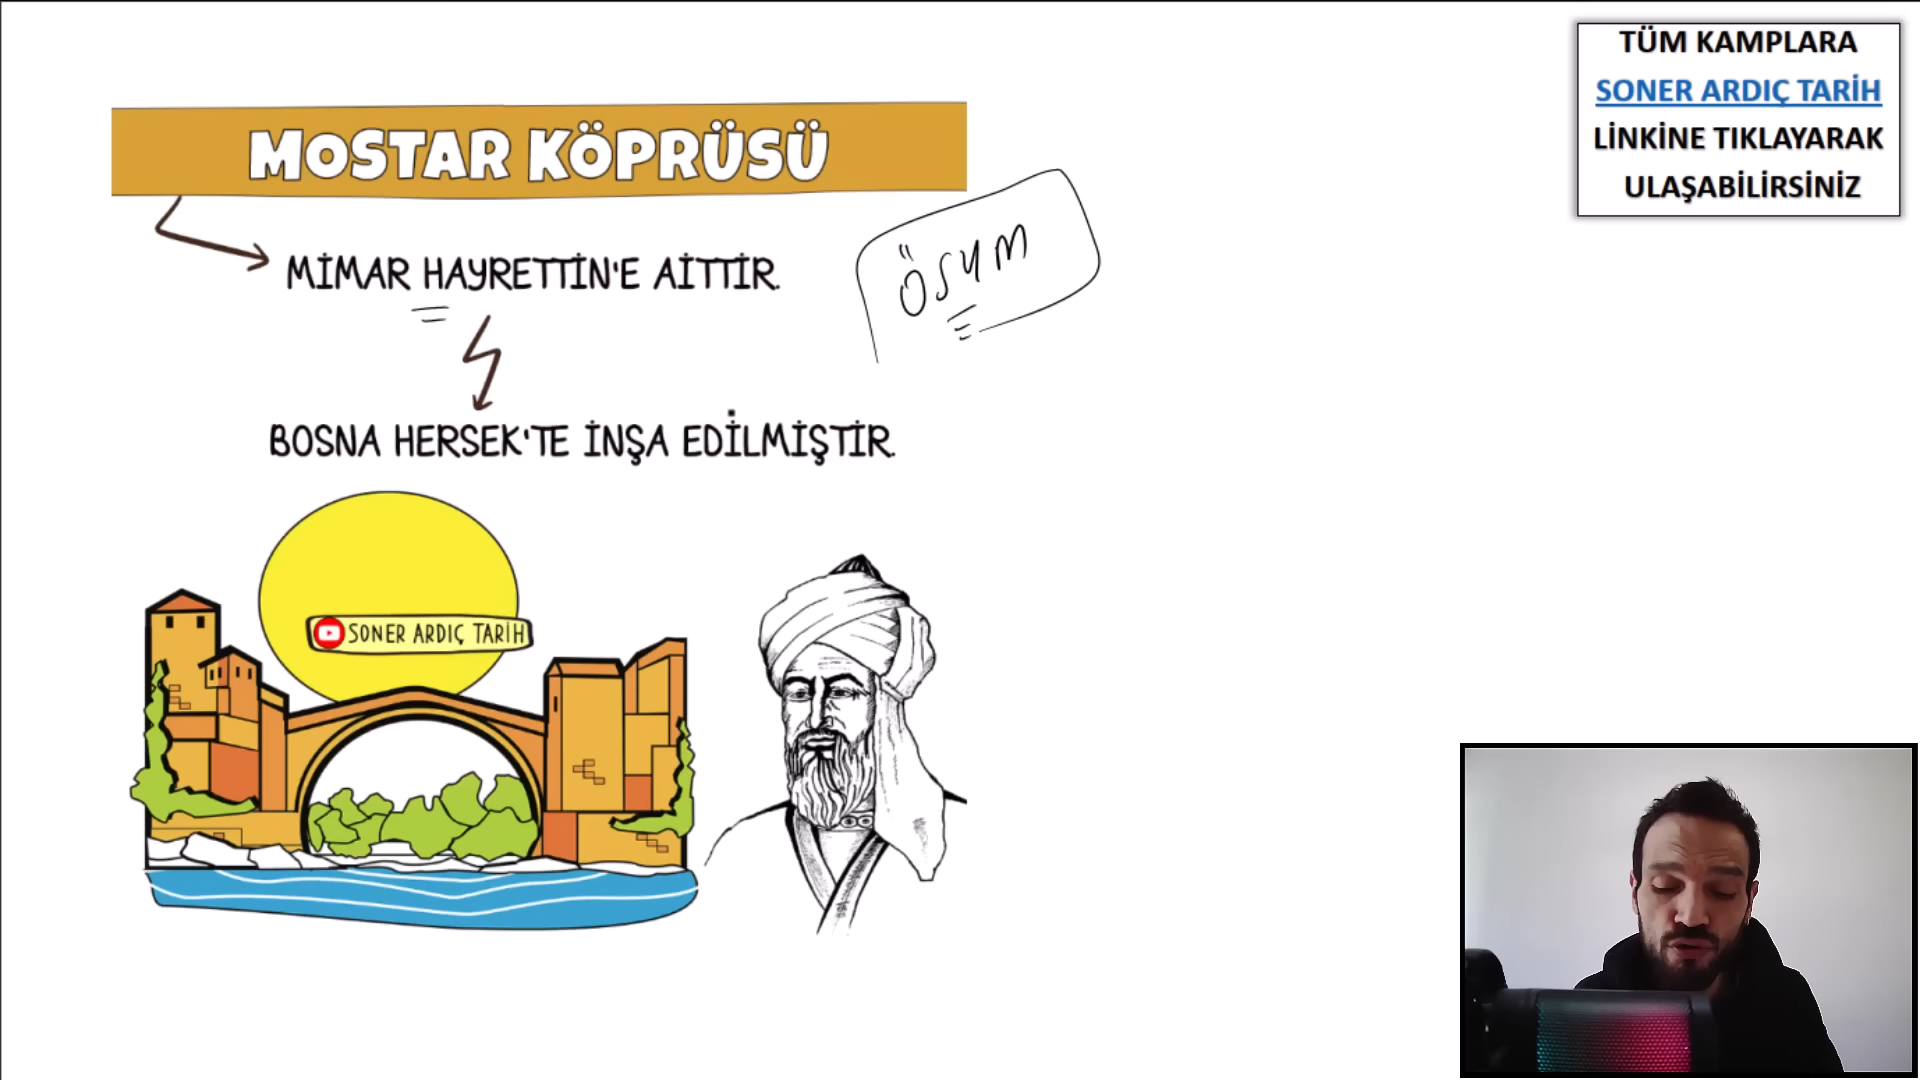 TÜM KAMPLARA
SONER ARDIÇ TARİH
LİNKİNE TIKLAYARAK
ULAŞABİLİRSİNİZ
MOSTAR KÖPRÜSÜ
MİMAR HAYRETTİN'E AİTTİR.
ÖSYM
BOSNA HERSEK'TE İNŞA EDİLMİŞTİR.
SONER ARDIÇ TARİH